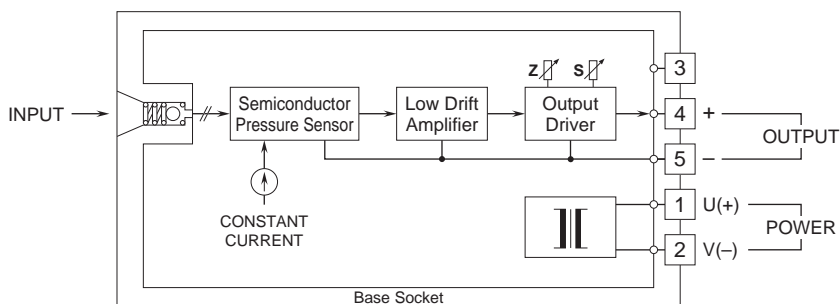 INPUT
Semiconductor
Pressure Sensor
Low Drift
Amplifier
Z
S
Output
Driver
CONSTANT
CURRENT
3
4 +
5 –
OUTPUT
1 U(+)
2 V(–)
POWER
Base Socket